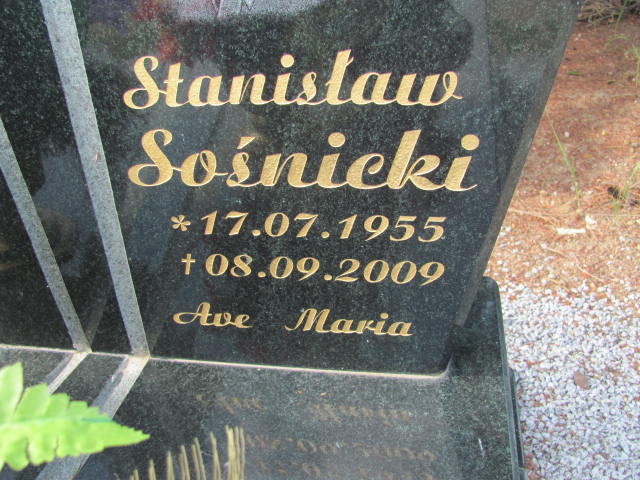 Stanisław
Sośnicki
* 17.07.1955
† 08.09.2009
Ave Maria